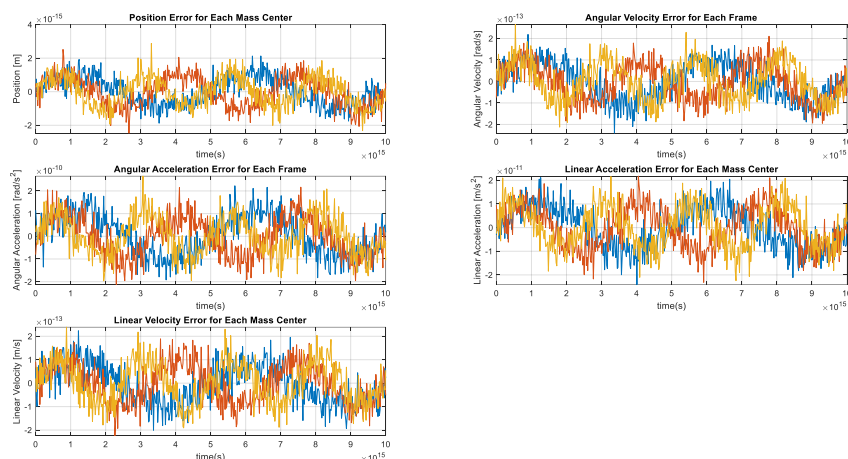 Position Error for Each Mass Center
×10⁻¹⁵
Position [m]
4
2
0
-2
0 1 2 3 4 5 6 7 8 9 10
time(s)
×10¹⁵
Angular Velocity Error for Each Frame
×10⁻¹³
Angular Velocity [rad/s]
2
1
0
-1
-2
0 1 2 3 4 5 6 7 8 9 10
time(s)
×10¹⁵
Angular Acceleration Error for Each Frame
×10⁻¹⁰
Angular Acceleration [rad/s²]
2
1
0
-1
-2
0 1 2 3 4 5 6 7 8 9 10
time(s)
×10¹⁵
Linear Acceleration Error for Each Mass Center
×10⁻¹¹
Linear Acceleration [m/s²]
2
1
0
-1
-2
0 1 2 3 4 5 6 7 8 9 10
time(s)
×10¹⁵
Linear Velocity Error for Each Mass Center
×10⁻¹³
Linear Velocity [m/s]
2
1
0
-1
-2
0 1 2 3 4 5 6 7 8 9 10
time(s)
×10¹⁵